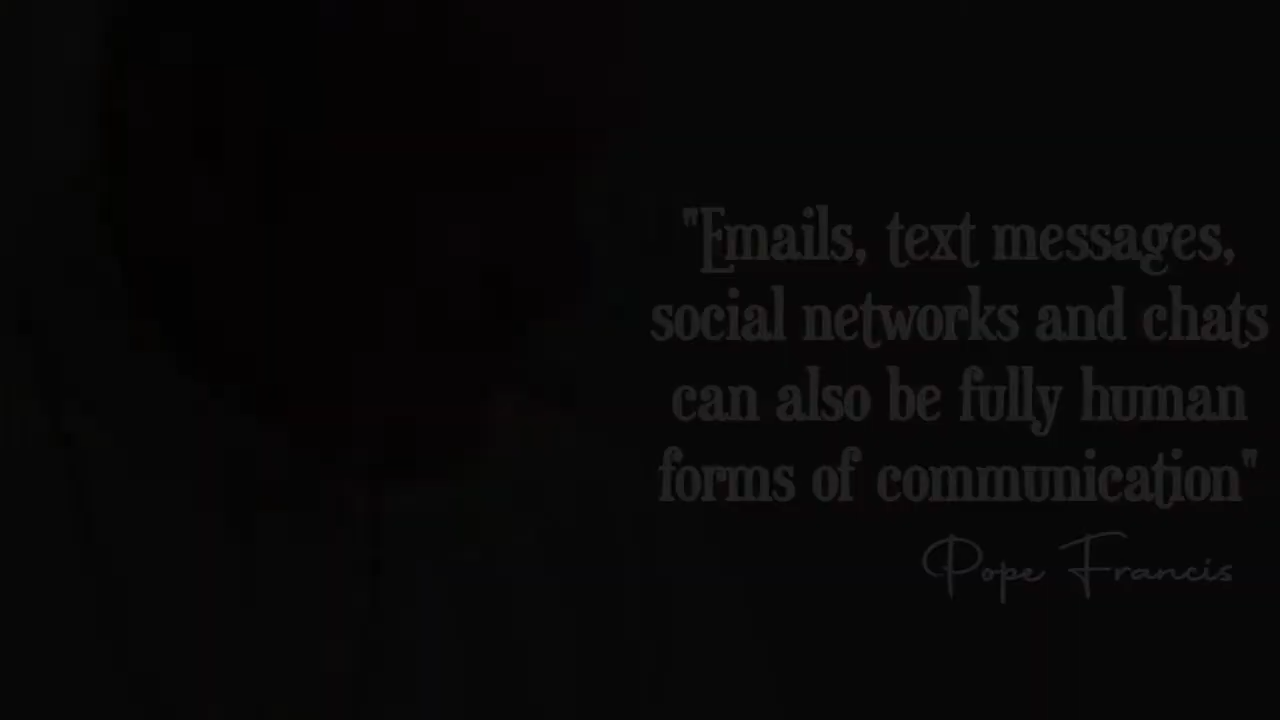 "Emails, text messages,
social networks and chats
can also be fully human
forms of communication"
Pope Francis